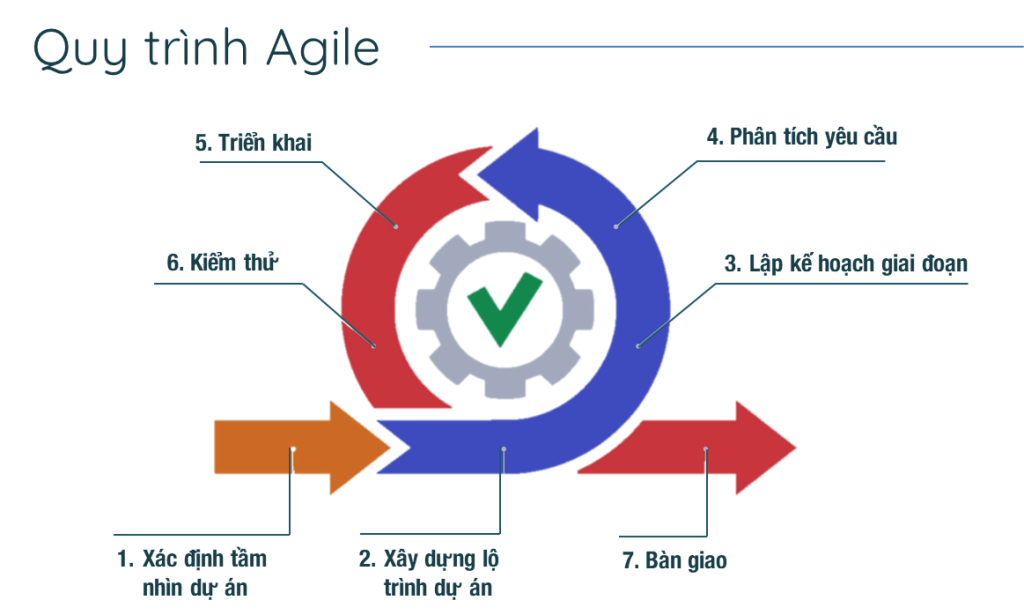 Quy trình Agile
5. Triển khai
4. Phân tích yêu cầu
6. Kiểm thử
3. Lập kế hoạch giai đoạn
1. Xác định tầm
nhìn dự án
2. Xây dựng lộ
trình dự án
7. Bàn giao